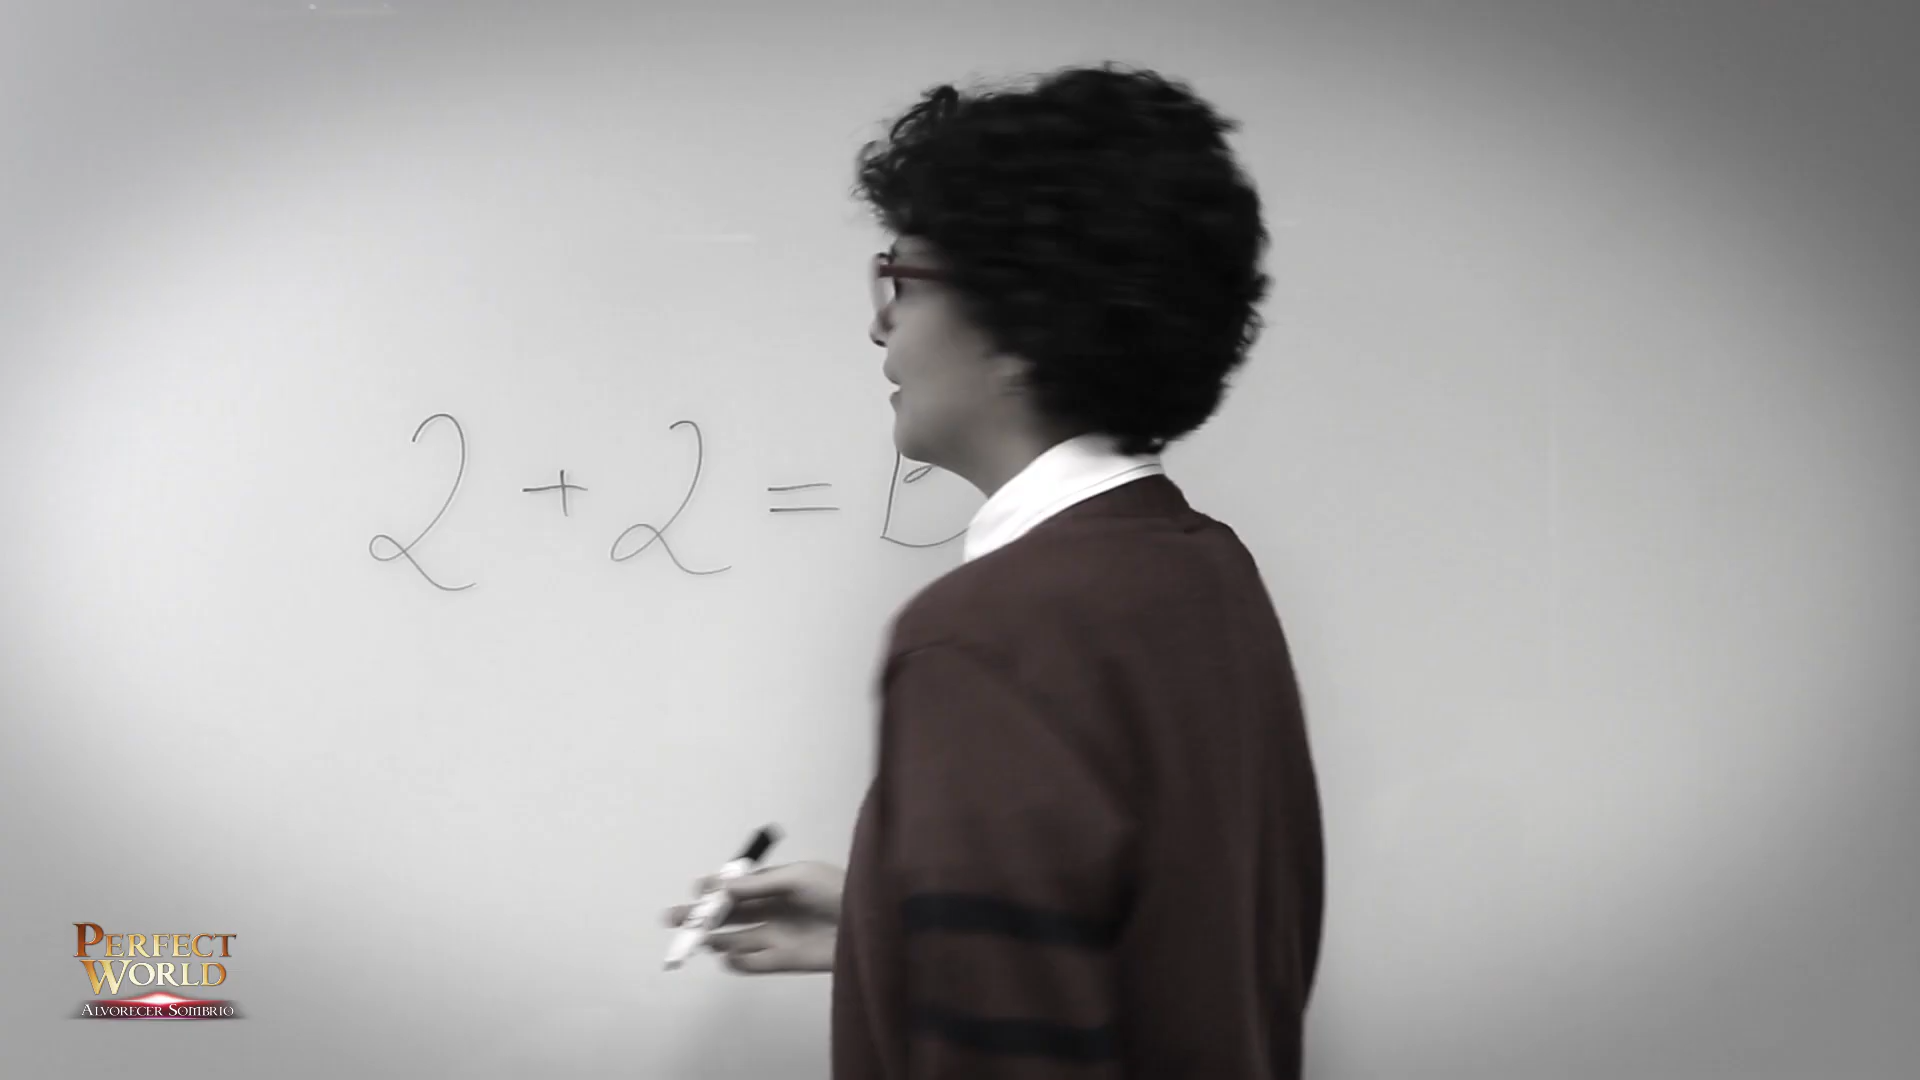 2 + 2 =
PERFECT
WORLD
ALVORECER SOMBRIO